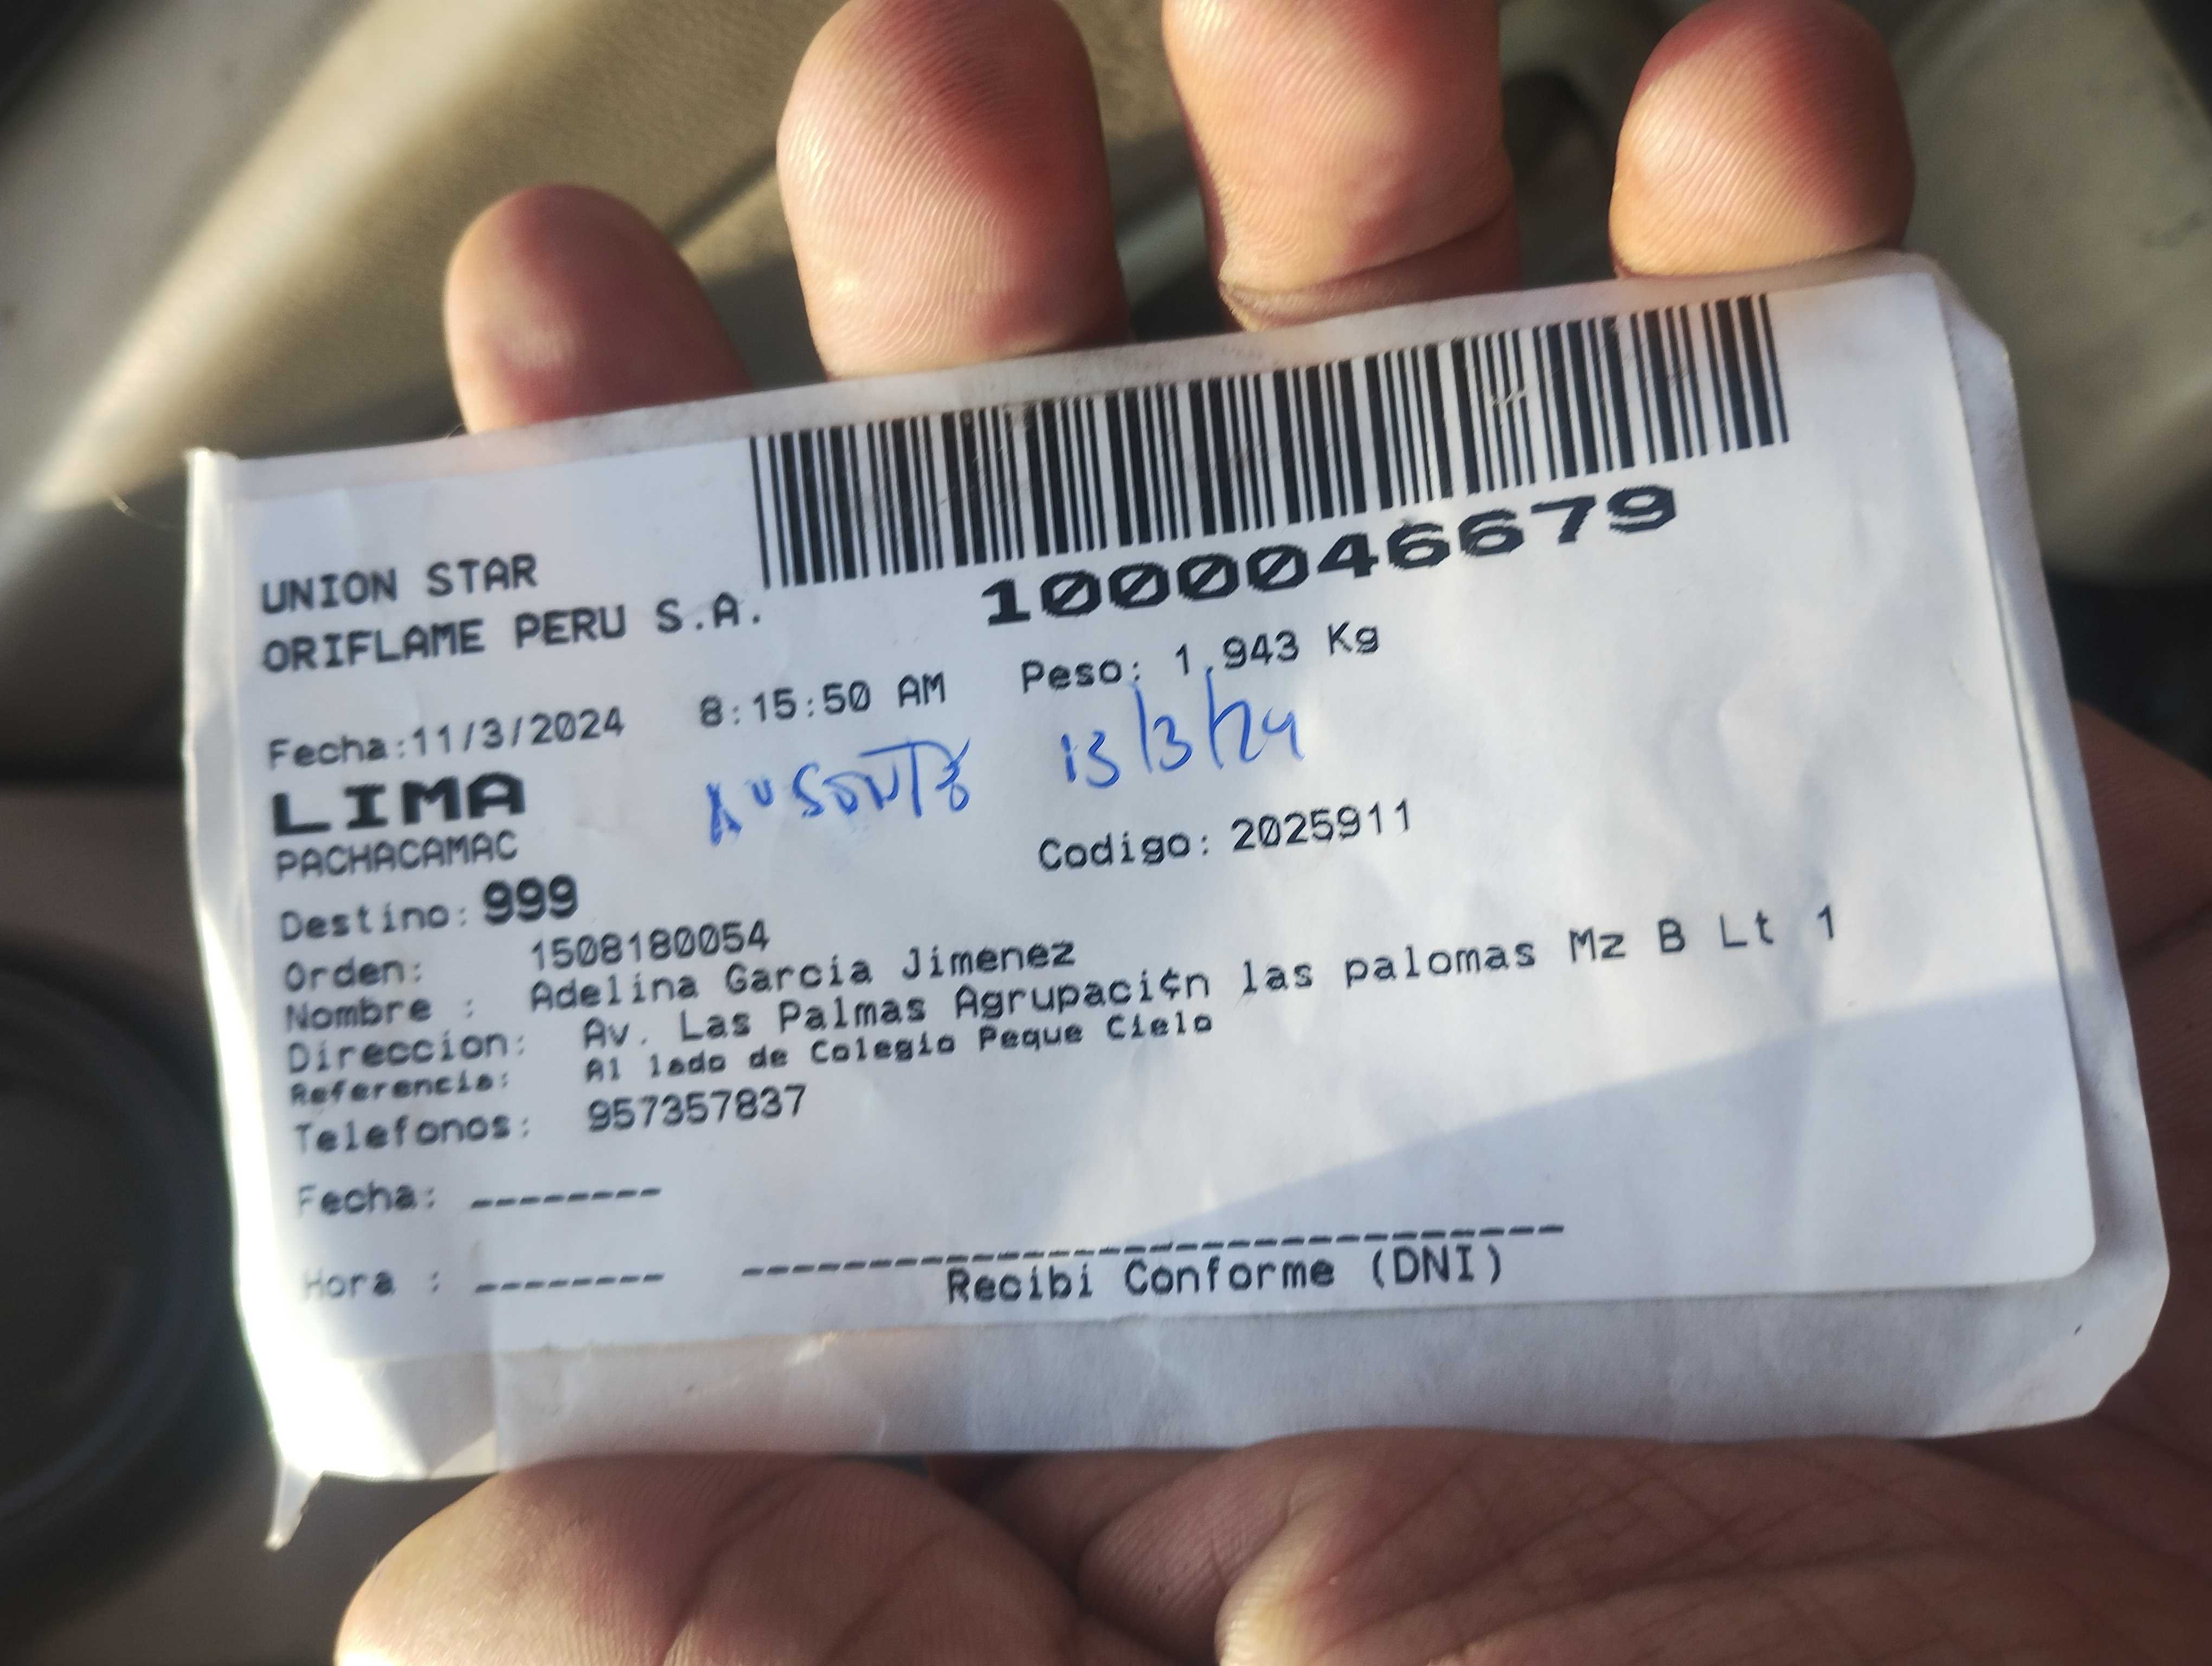 1000046679
UNION STAR
ORIFLAME PERU S.A.
Fecha:11/3/2024 8:15:50 AM Peso: 1,943 Kg
LIMA
AUSENTE 13/3/24
PACHACAMAC
Codigo: 2025911
Destino: 999
Orden: 1508180054
Nombre : Adelina Garcia Jimenez
Direccion: Av. Las Palmas Agrupaci¢n las palomas Mz B Lt 1
Referencia: Al lado de Colegio Peque Cielo
Telefonos: 957357837
Fecha: --------
Hora : --------
Recibi Conforme (DNI)